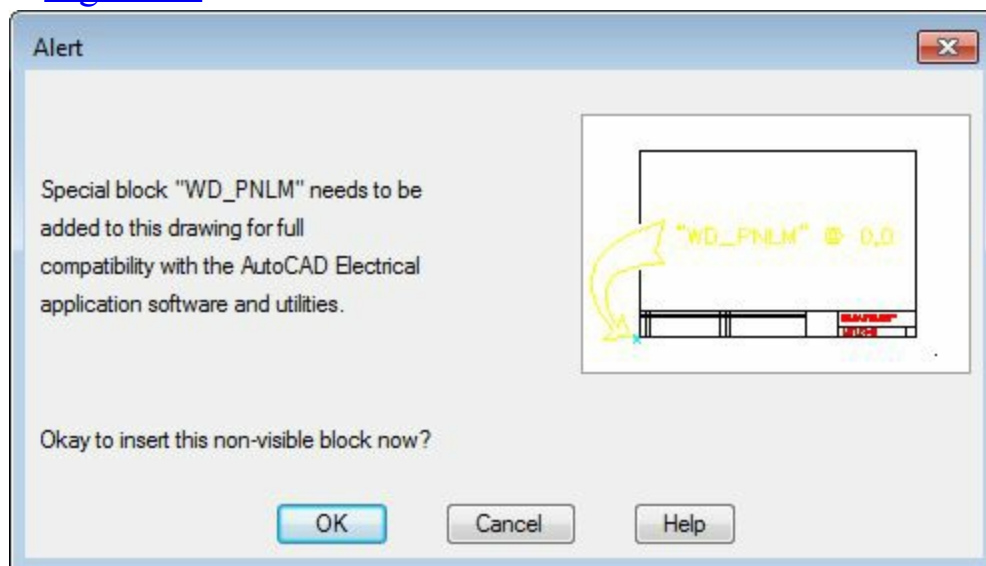 Alert
Special block "WD_PNLM" needs to be
added to this drawing for full
compatibility with the AutoCAD Electrical
application software and utilities.
"WD_PNLM" @ 0,0
Okay to insert this non-visible block now?
OK
Cancel
Help